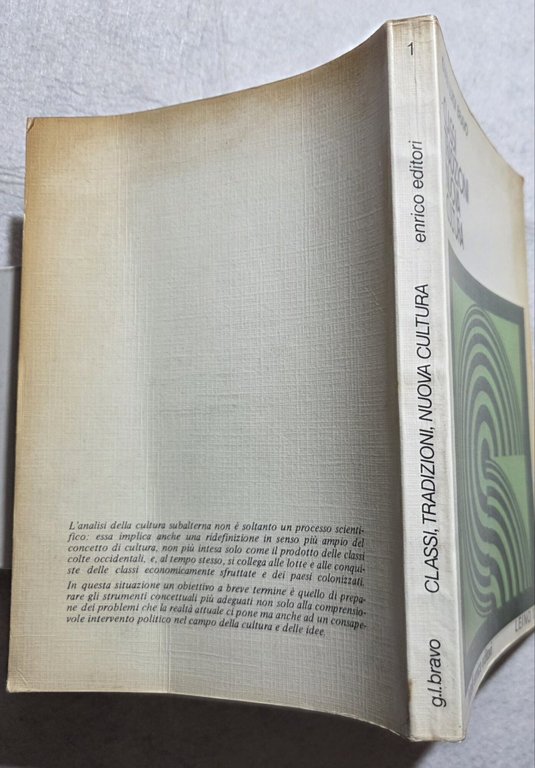 L'analisi della cultura subalterna non è soltanto un processo scienti-
fico: essa implica anche una ridefinizione in senso più ampio del
concetto di cultura, non più intesa solo come il prodotto delle classi
colte occidentali, e, al tempo stesso, si collega alle lotte e alle conqui-
ste delle classi economicamente sfruttate e dei paesi colonizzati.
In questa situazione un obiettivo a breve termine è quello di prepa-
rare gli strumenti concettuali più adeguati non solo alla comprensio-
ne dei problemi che la realtà attuale ci pone ma anche ad un consape-
vole intervento politico nel campo della cultura e delle idee.
g.l.bravo CLASSI, TRADIZIONI, NUOVA CULTURA enrico editori 1